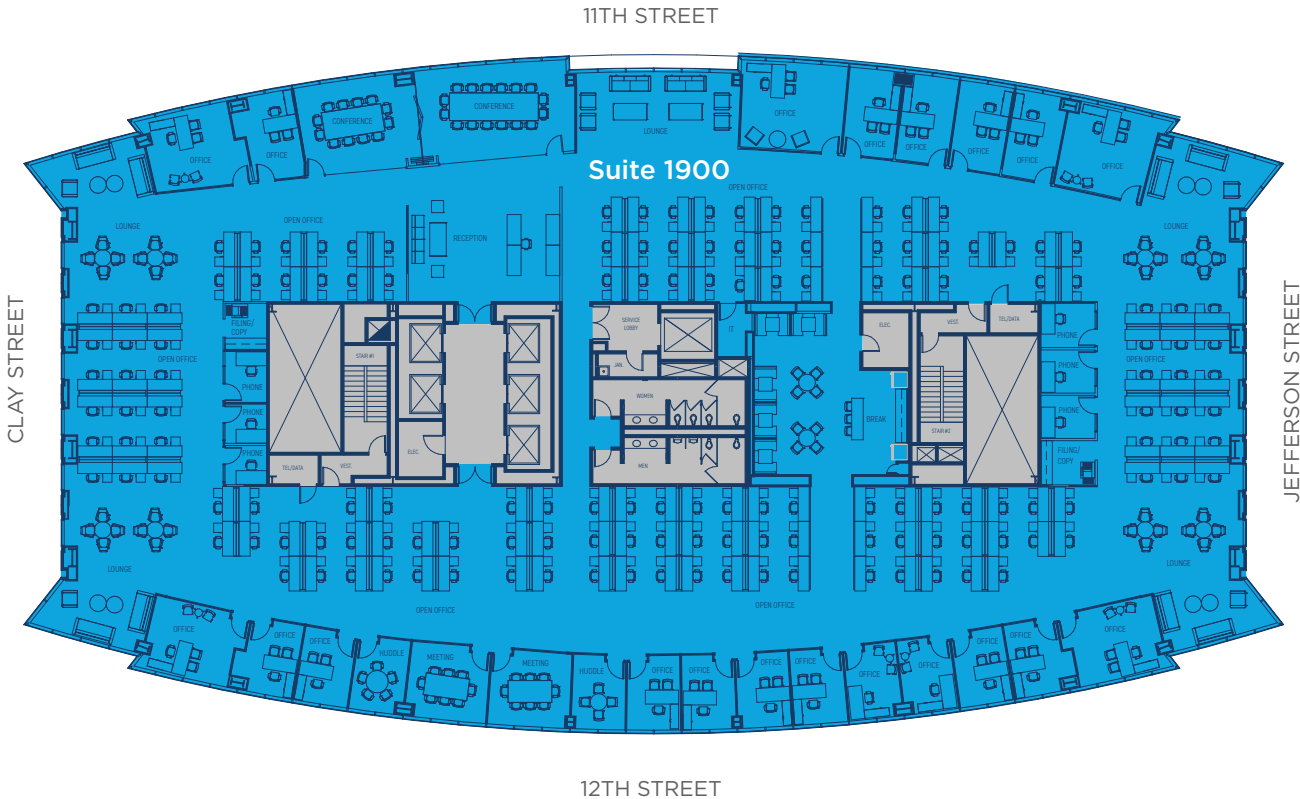 11TH STREET
CONFERENCE
CONFERENCE
OFFICE
OFFICE
LOUNGE
OFFICE
OFFICE
OFFICE
OFFICE
OFFICE
OFFICE
Suite 1900
OPEN OFFICE
LOUNGE
OPEN OFFICE
RECEPTION
LOUNGE
CLAY STREET
JEFFERSON STREET
FILING/
COPY
STAIR #1
SERVICE
LOBBY
IT
ELEC.
VEST.
TEL/DATA
PHONE
OPEN OFFICE
PHONE
JAN.
PHONE
OPEN OFFICE
PHONE
WOMEN
BREAK
PHONE
PHONE
ELEC.
STAIR #2
FILING/
COPY
TEL/DATA
VEST.
MEN
LOUNGE
LOUNGE
OPEN OFFICE
OPEN OFFICE
OFFICE
OFFICE
OFFICE
HUDDLE
MEETING
MEETING
HUDDLE
OFFICE
OFFICE
OFFICE
OFFICE
OFFICE
OFFICE
OFFICE
OFFICE
OFFICE
12TH STREET